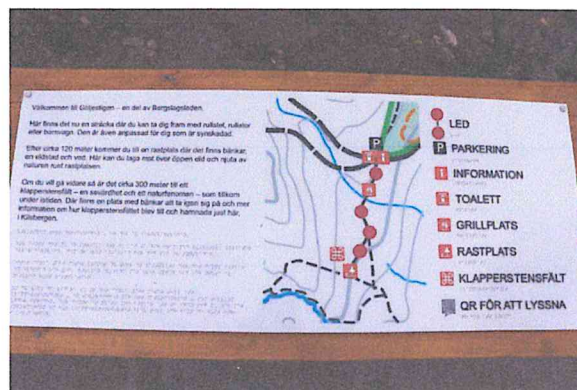 Välkommen till Göljestigen – en del av Bergslagsleden.
Här finns det nu en sträcka där du kan ta dig fram med rullstol, rullator
eller barnvagn. Den är även anpassad för dig som är synskadad.
Efter cirka 120 meter kommer du till en rastplats där det finns bänkar,
en eldstad och ved. Här kan du laga mat över öppen eld och njuta av
naturen runt rastplatsen.
Om du vill gå vidare så är det cirka 300 meter till ett
klapperstensfält – en sevärdhet och ett naturfenomen – som tillkom
under istiden. Där finns en plats med bänkar att ta igen sig på och mer
information om hur klapperstensfältet blev till och hamnade just här,
i Kilsbergen.
P
LED
P PARKERING
i INFORMATION
TOALETT
GRILLPLATS
RASTPLATS
⌘ KLAPPERSTENSFÄLT
QR FÖR ATT LYSSNA